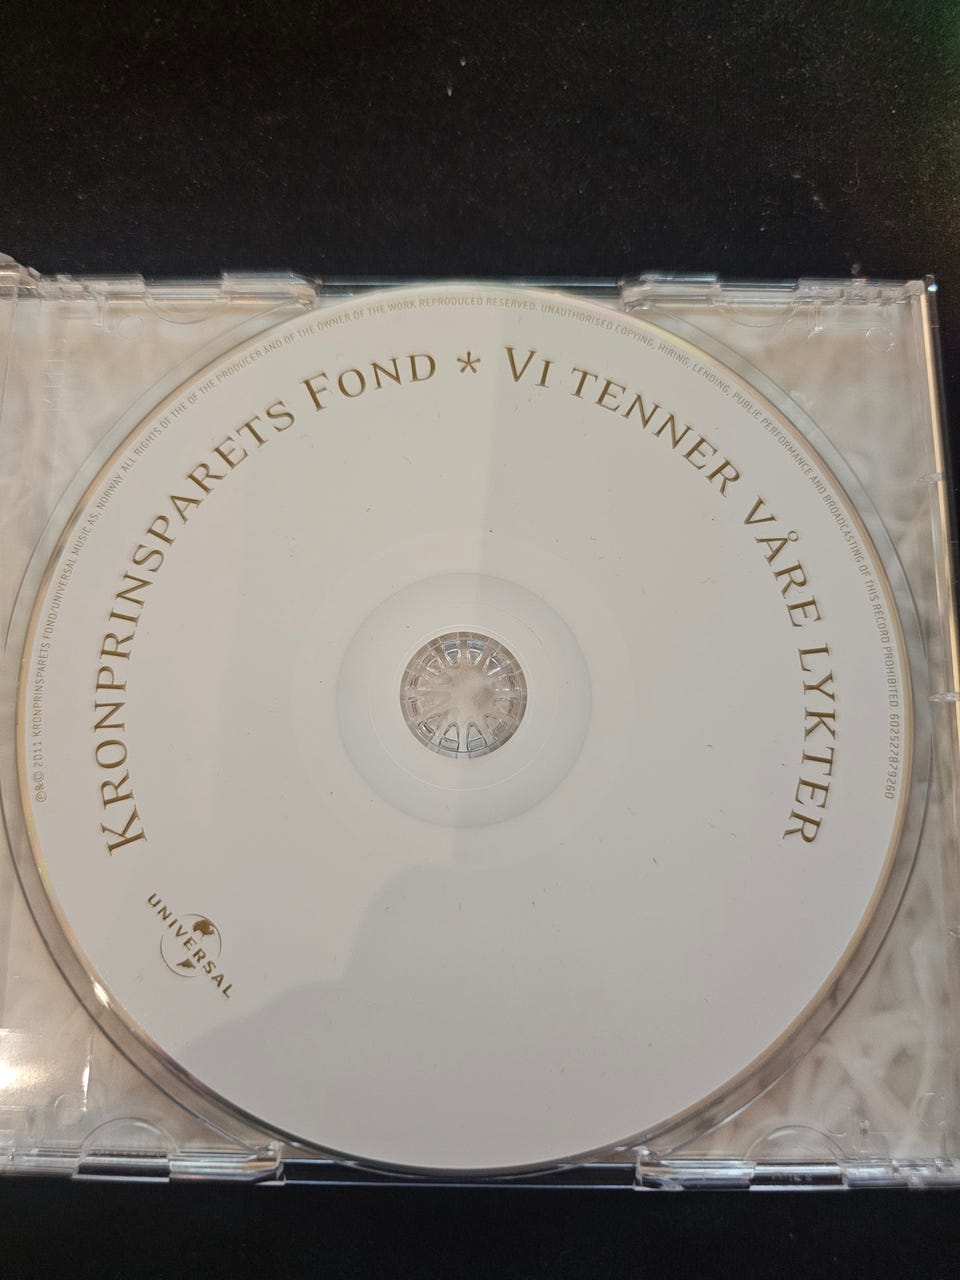 ℗&© 2011 KRONPRINSPARETS FOND/UNIVERSAL MUSIC AS, NORWAY ALL RIGHTS OF THE OF THE PRODUCER AND OF THE OWNER OF THE WORK REPRODUCED RESERVED. UNAUTHORISED COPYING, HIRING, LENDING, PUBLIC PERFORMANCE AND BROADCASTING OF THIS RECORD PROHIBITED. 602527879260
KRONPRINSPARETS FOND * VI TENNER VÅRE LYKTER
UNIVERSAL